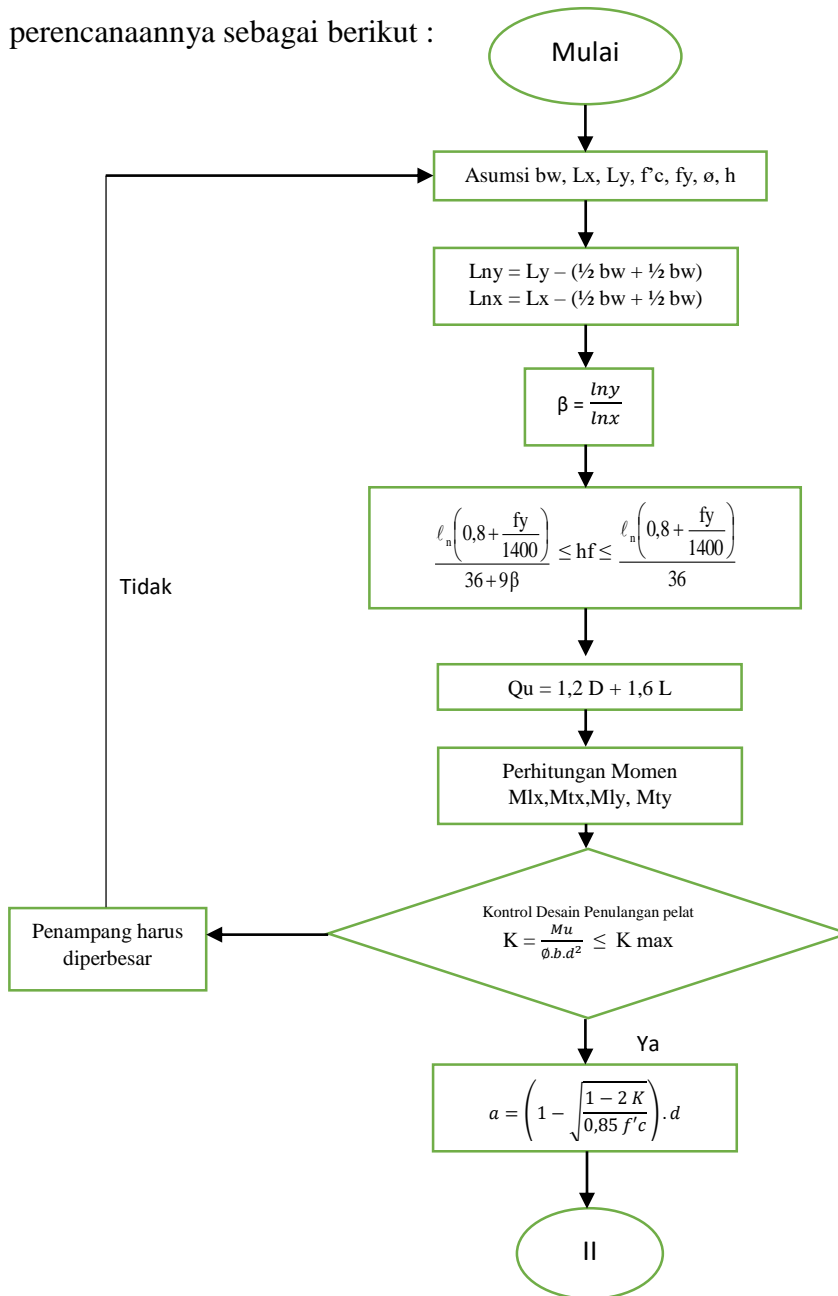 perencanaannya sebagai berikut :
Mulai
Asumsi bw, Lx, Ly, f'c, fy, ø, h
Lny = Ly – (½ bw + ½ bw)
Lnx = Lx – (½ bw + ½ bw)
β = lny/lnx
ℓn(0,8 + fy/1400)/(36 + 9β) ≤ hf ≤ ℓn(0,8 + fy/1400)/36
Tidak
Qu = 1,2 D + 1,6 L
Perhitungan Momen
Mlx,Mtx,Mly, Mty
Kontrol Desain Penulangan pelat
K = Mu/(Ø.b.d²) ≤ K max
Penampang harus
diperbesar
Ya
a = (1 − √((1 − 2 K)/(0,85 f′c))) . d
II